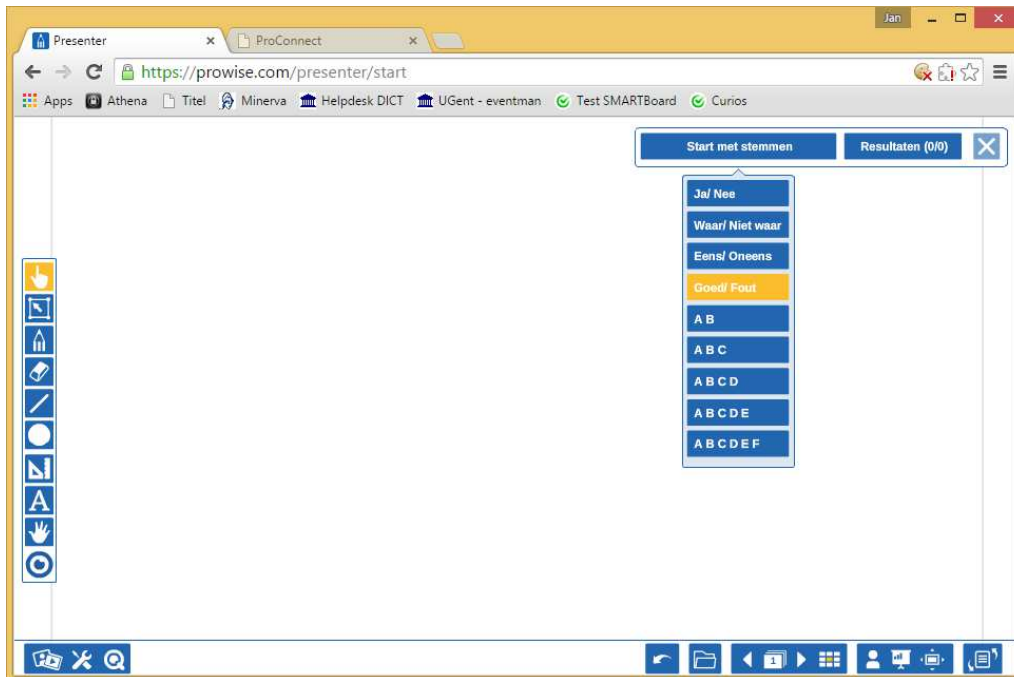 Jan
Presenter
ProConnect
https://prowise.com/presenter/start
Apps Athena Titel Minerva Helpdesk DICT UGent - eventman Test SMARTBoard Curios
Start met stemmen Resultaten (0/0)
Ja/ Nee
Waar/ Niet waar
Eens/ Oneens
Goed/ Fout
A B
A B C
A B C D
A B C D E
A B C D E F
A
1